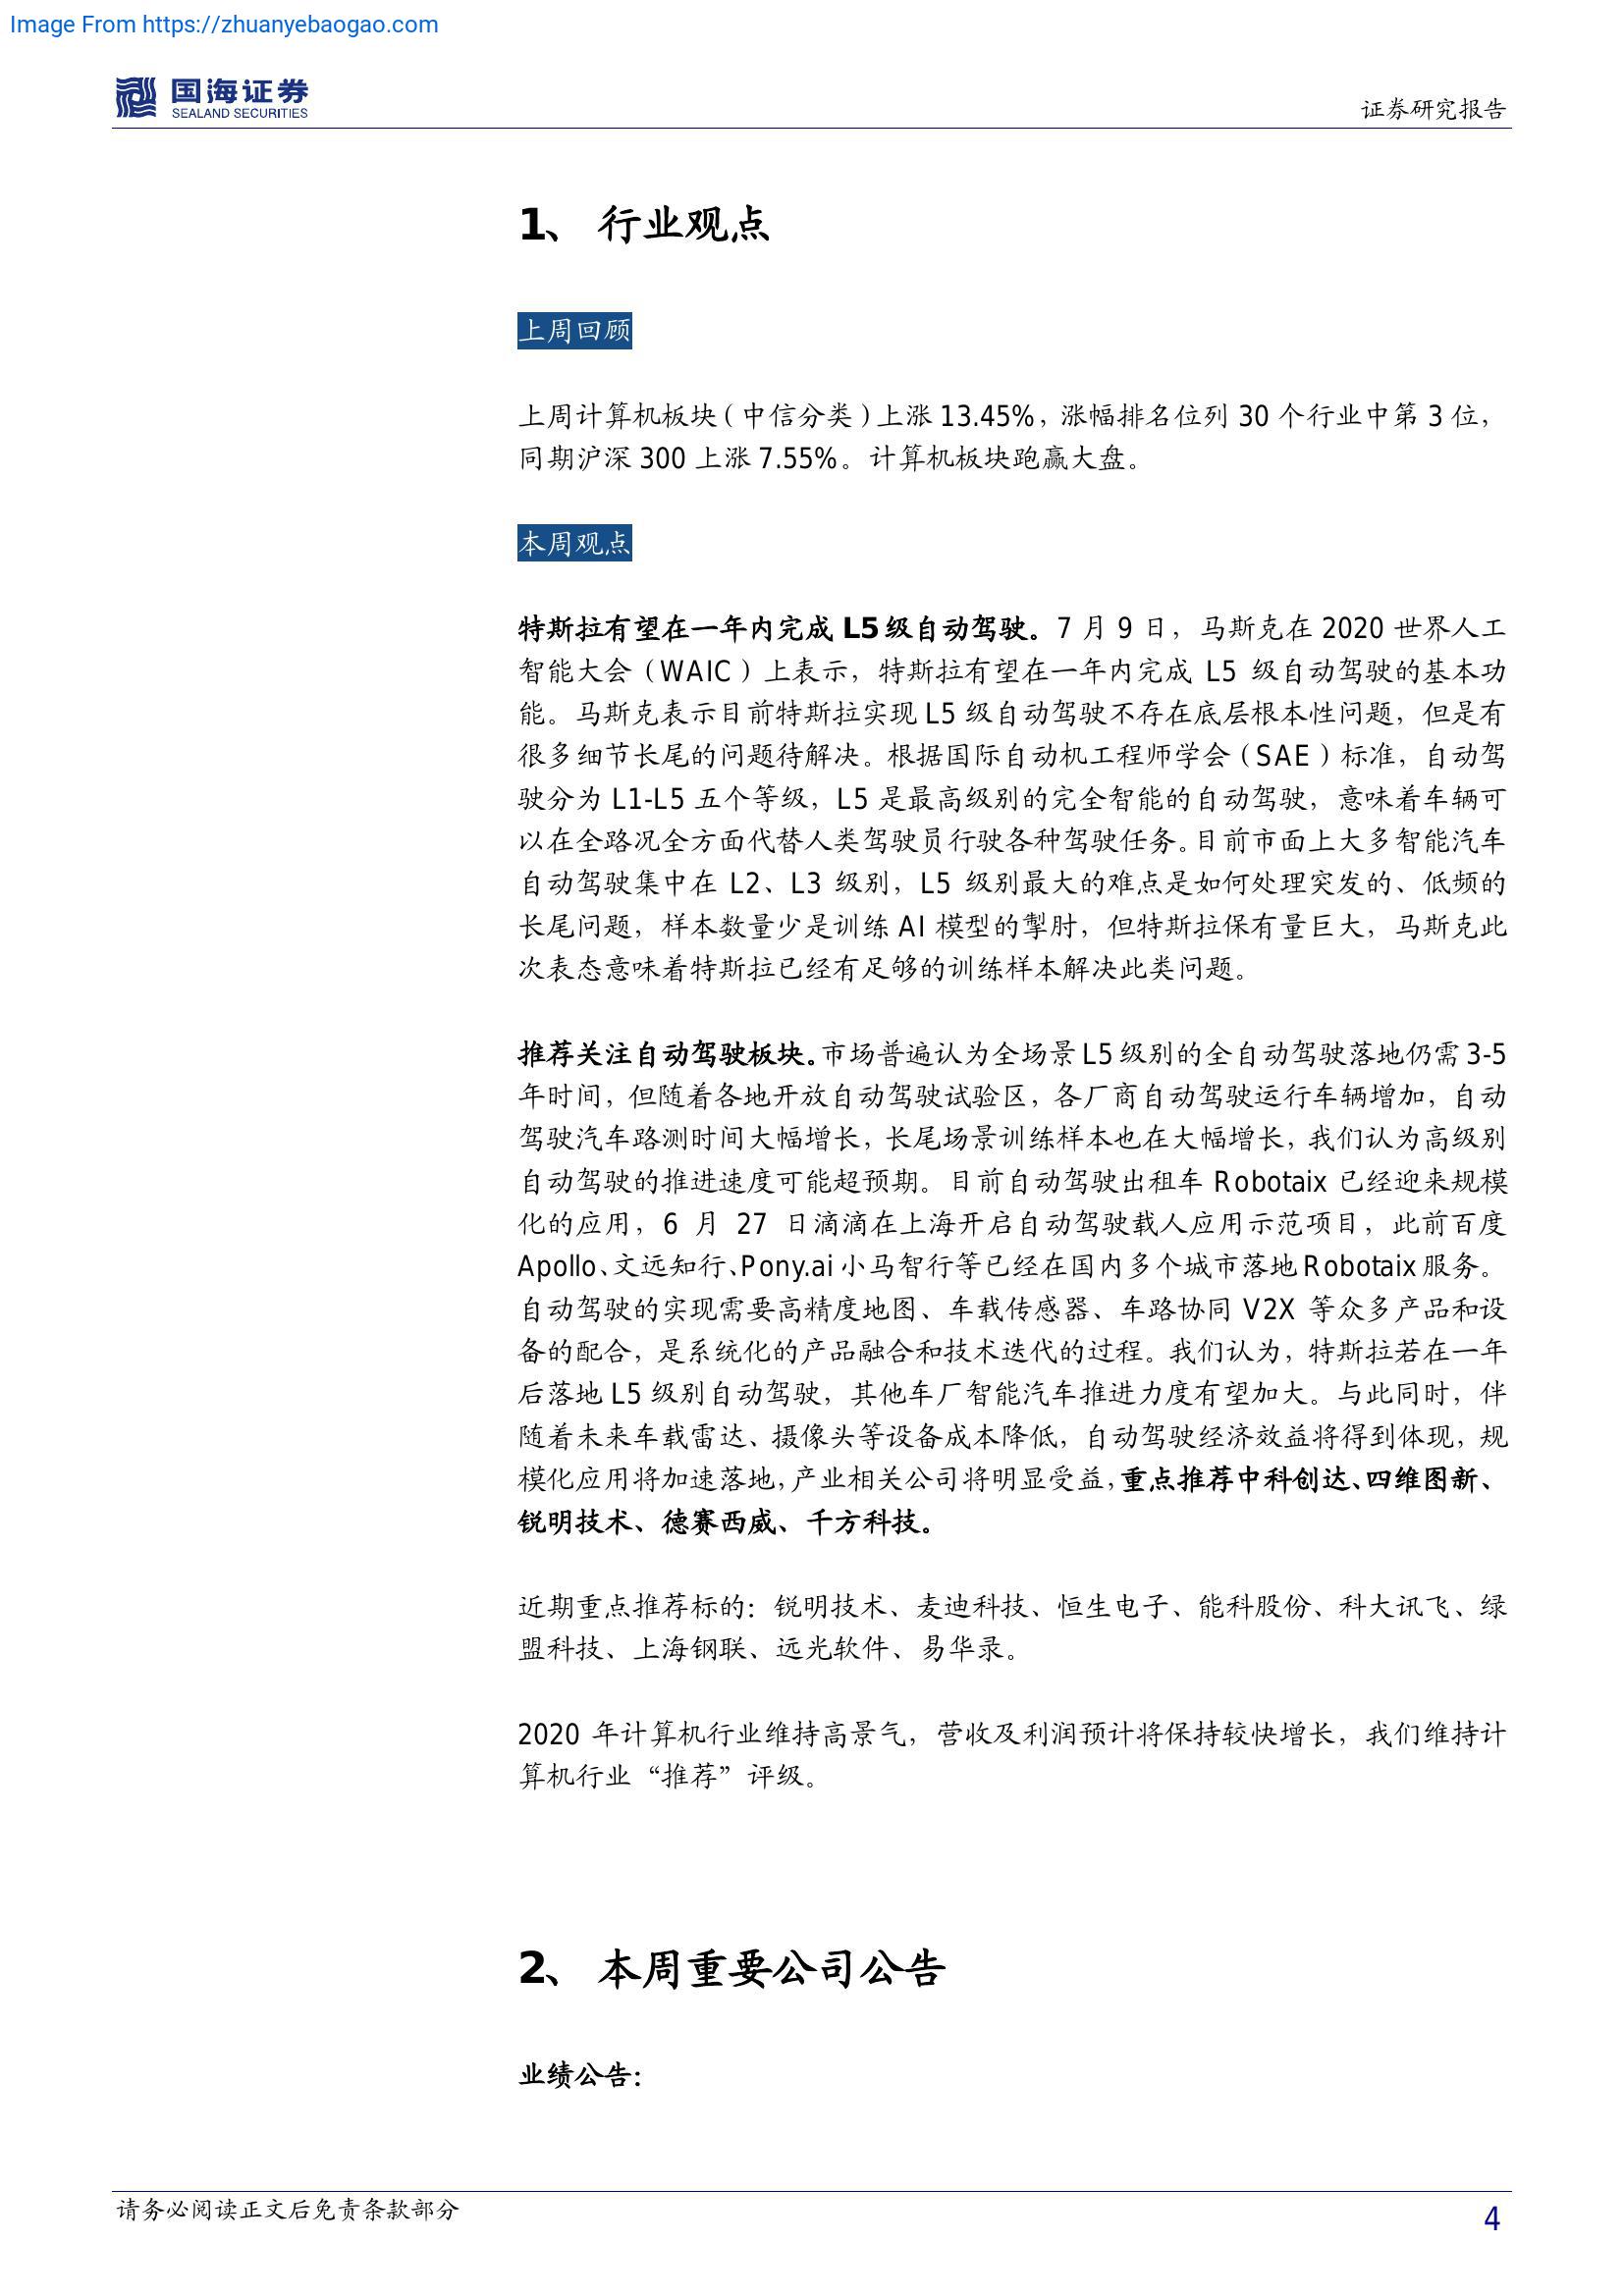 Image From https://zhuanyebaogao.com
国海证券
SEALAND SECURITIES
证券研究报告
1、 行业观点
上周回顾
上周计算机板块（中信分类）上涨 13.45%，涨幅排名位列 30 个行业中第 3 位，
同期沪深 300 上涨 7.55%。计算机板块跑赢大盘。
本周观点
特斯拉有望在一年内完成 L5 级自动驾驶。7 月 9 日，马斯克在 2020 世界人工
智能大会（WAIC）上表示，特斯拉有望在一年内完成 L5 级自动驾驶的基本功
能。马斯克表示目前特斯拉实现 L5 级自动驾驶不存在底层根本性问题，但是有
很多细节长尾的问题待解决。根据国际自动机工程师学会（SAE）标准，自动驾
驶分为 L1-L5 五个等级，L5 是最高级别的完全智能的自动驾驶，意味着车辆可
以在全路况全方面代替人类驾驶员行驶各种驾驶任务。目前市面上大多智能汽车
自动驾驶集中在 L2、L3 级别，L5 级别最大的难点是如何处理突发的、低频的
长尾问题，样本数量少是训练 AI 模型的掣肘，但特斯拉保有量巨大，马斯克此
次表态意味着特斯拉已经有足够的训练样本解决此类问题。
推荐关注自动驾驶板块。市场普遍认为全场景 L5 级别的全自动驾驶落地仍需 3-5
年时间，但随着各地开放自动驾驶试验区，各厂商自动驾驶运行车辆增加，自动
驾驶汽车路测时间大幅增长，长尾场景训练样本也在大幅增长，我们认为高级别
自动驾驶的推进速度可能超预期。目前自动驾驶出租车 Robotaix 已经迎来规模
化的应用，6 月 27 日滴滴在上海开启自动驾驶载人应用示范项目，此前百度
Apollo、文远知行、Pony.ai 小马智行等已经在国内多个城市落地 Robotaix 服务。
自动驾驶的实现需要高精度地图、车载传感器、车路协同 V2X 等众多产品和设
备的配合，是系统化的产品融合和技术迭代的过程。我们认为，特斯拉若在一年
后落地 L5 级别自动驾驶，其他车厂智能汽车推进力度有望加大。与此同时，伴
随着未来车载雷达、摄像头等设备成本降低，自动驾驶经济效益将得到体现，规
模化应用将加速落地，产业相关公司将明显受益，重点推荐中科创达、四维图新、
锐明技术、德赛西威、千方科技。
近期重点推荐标的：锐明技术、麦迪科技、恒生电子、能科股份、科大讯飞、绿
盟科技、上海钢联、远光软件、易华录。
2020 年计算机行业维持高景气，营收及利润预计将保持较快增长，我们维持计
算机行业“推荐”评级。
2、 本周重要公司公告
业绩公告：
请务必阅读正文后免责条款部分
4